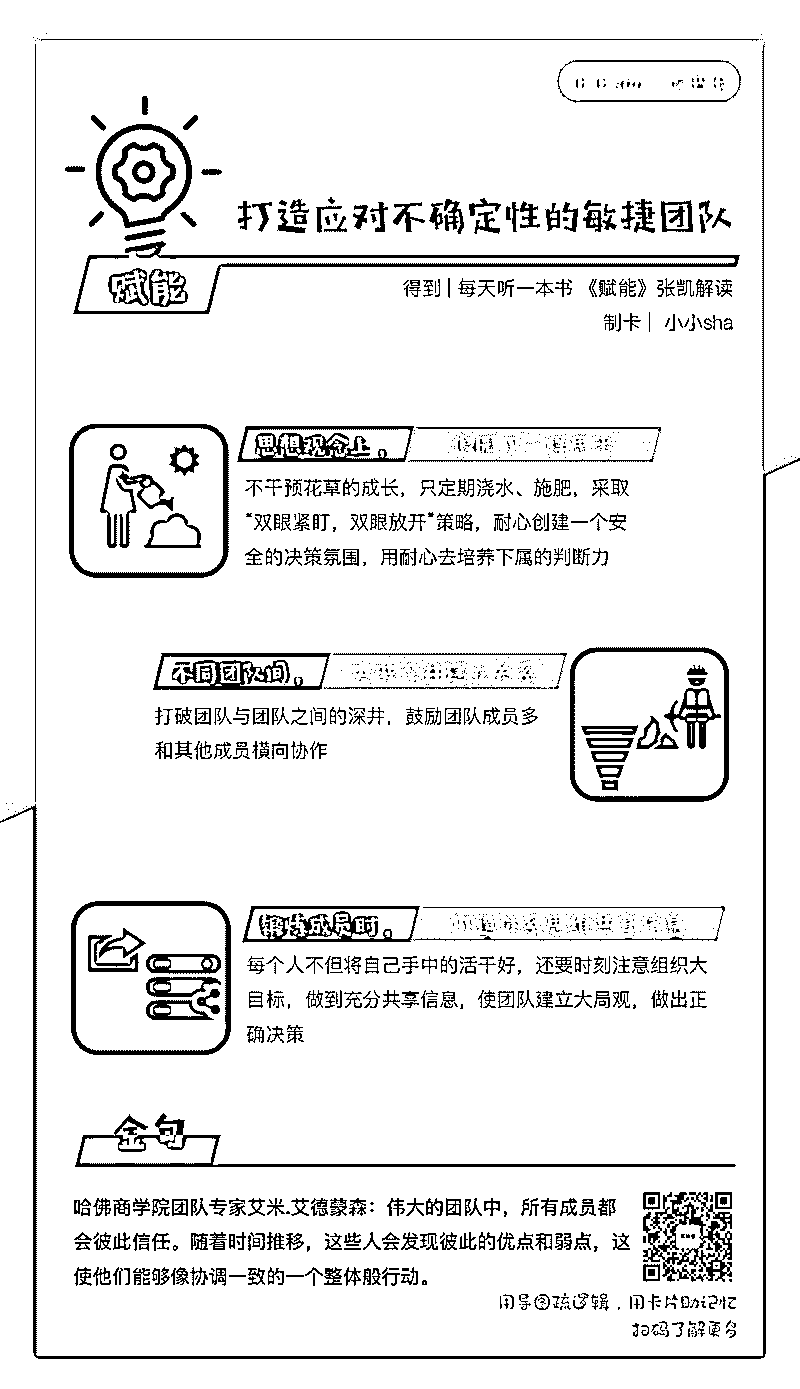 打造应对不确定性的敏捷团队
赋能
得到 | 每天听一本书 《赋能》张凯解读
制卡 | 小小sha
思想观念上，
不干预花草的成长，只定期浇水、施肥，采取
“双眼紧盯，双眼放开”策略，耐心创建一个安
全的决策氛围，用耐心去培养下属的判断力
不同团队间，
打破团队与团队之间的深井，鼓励团队成员多
和其他成员横向协作
锻炼成员时，
每个人不但将自己手中的活干好，还要时刻注意组织大
目标，做到充分共享信息，使团队建立大局观，做出正
确决策
金句
哈佛商学院团队专家艾米.艾德蒙森：伟大的团队中，所有成员都
会彼此信任。随着时间推移，这些人会发现彼此的优点和弱点，这
使他们能够像协调一致的一个整体般行动。
用导图疏逻辑，用卡片助记忆
扫码了解更多